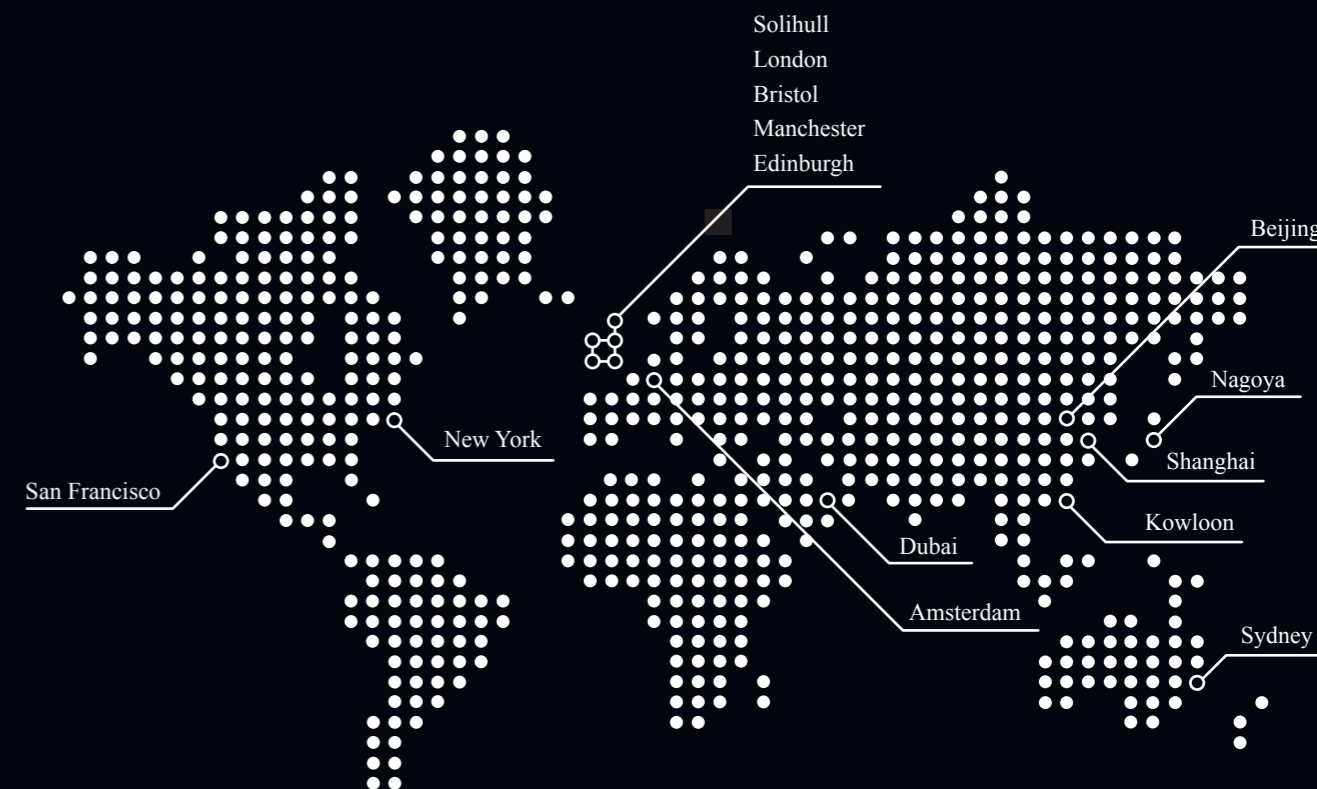 Solihull
London
Bristol
Manchester
Edinburgh
Beijing
Nagoya
New York
Shanghai
San Francisco
Kowloon
Dubai
Amsterdam
Sydney